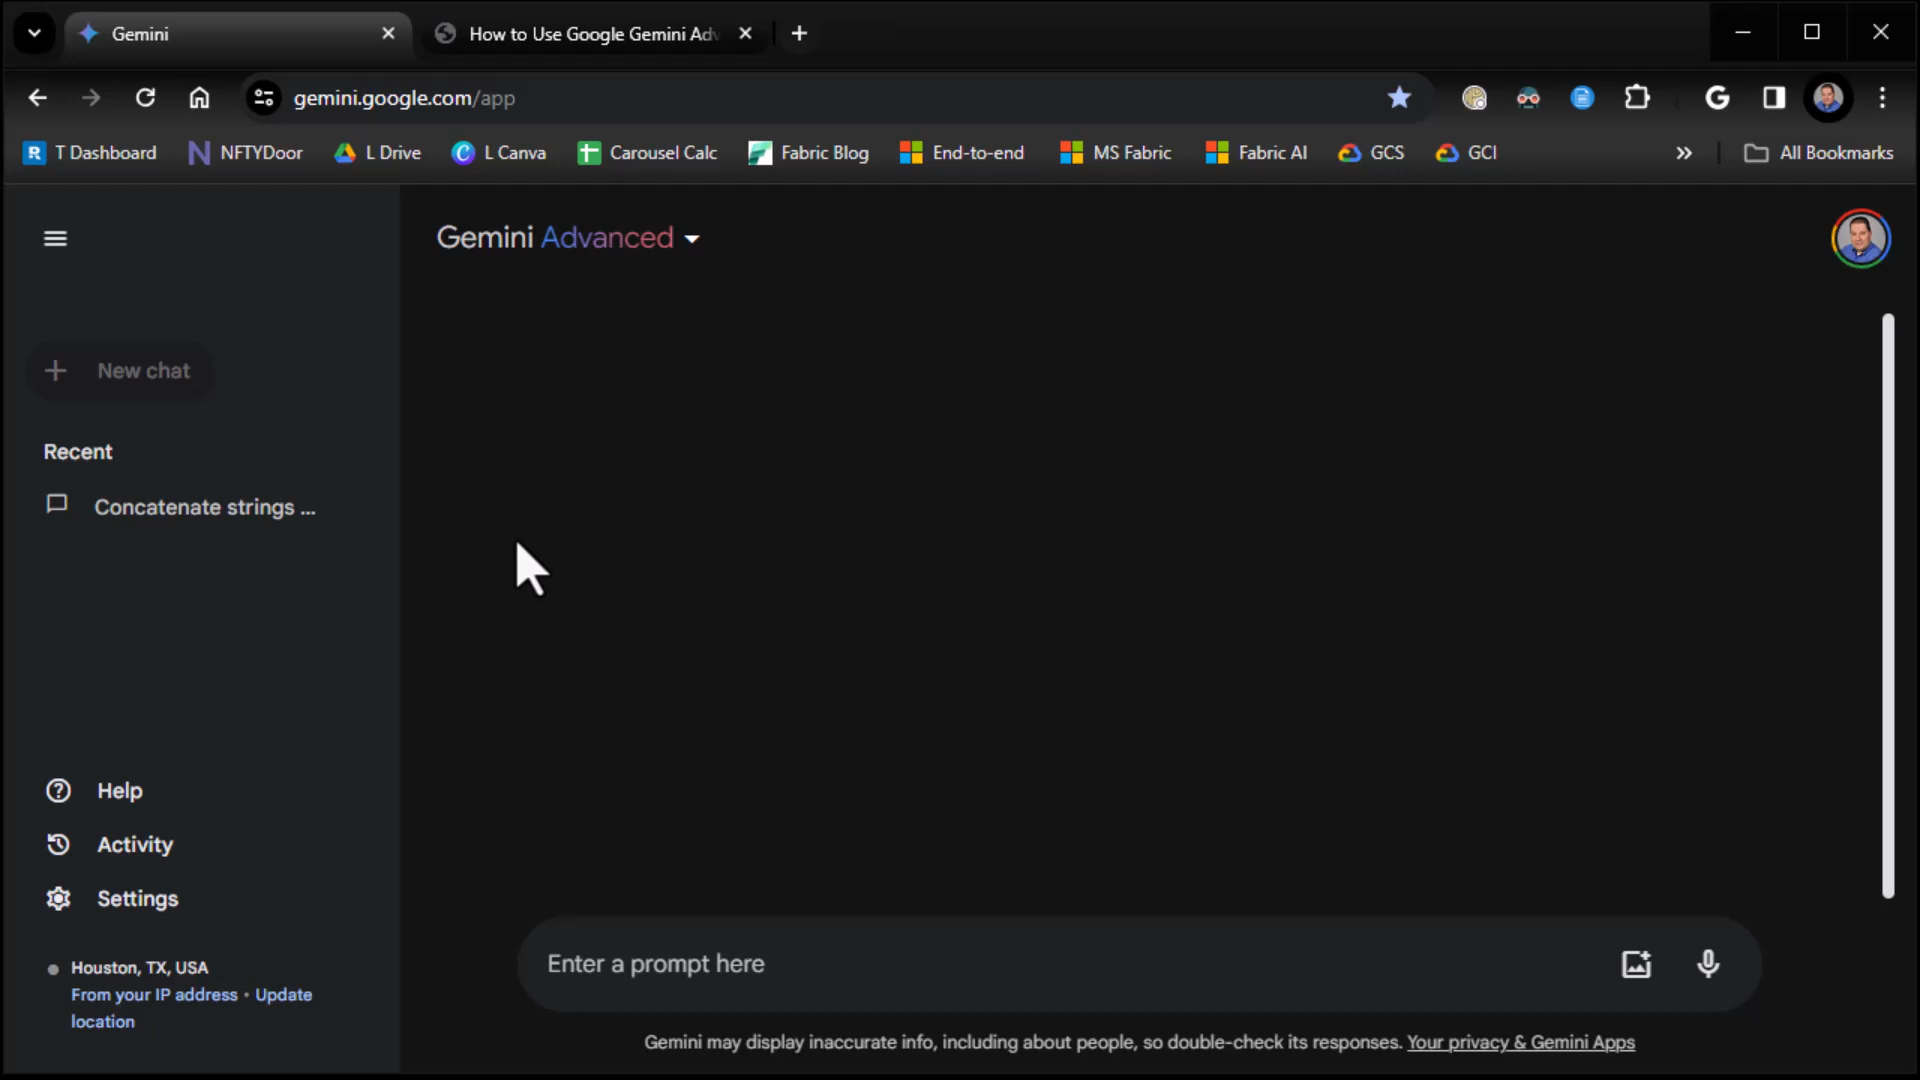 Gemini
How to Use Google Gemini Adv
gemini.google.com/app
T Dashboard
NFTYDoor
L Drive
L Canva
Carousel Calc
Fabric Blog
End-to-end
MS Fabric
Fabric AI
GCS
GCI
All Bookmarks
Gemini Advanced
New chat
Recent
Concatenate strings ...
Help
Activity
Settings
Houston, TX, USA
From your IP address • Update
location
Enter a prompt here
Gemini may display inaccurate info, including about people, so double-check its responses. Your privacy & Gemini Apps